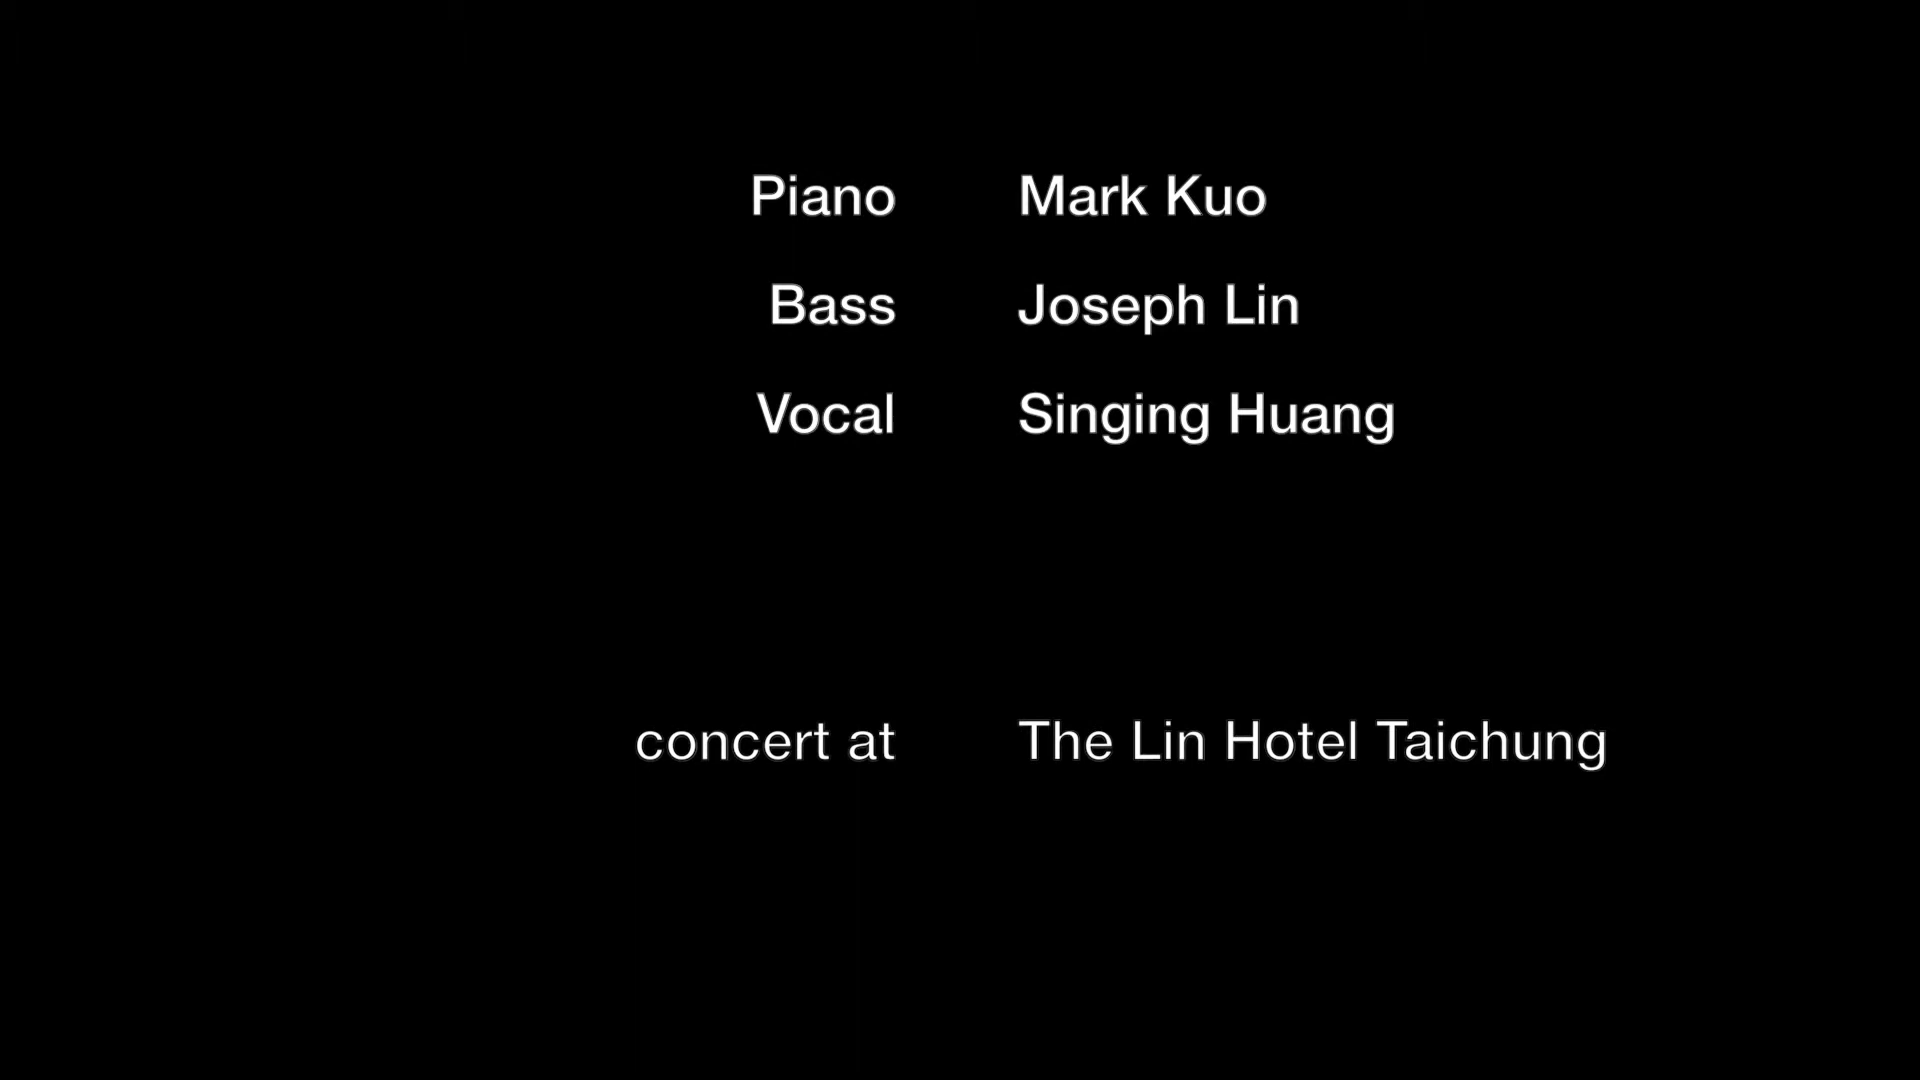 Piano Mark Kuo
Bass Joseph Lin
Vocal Singing Huang
concert at The Lin Hotel Taichung